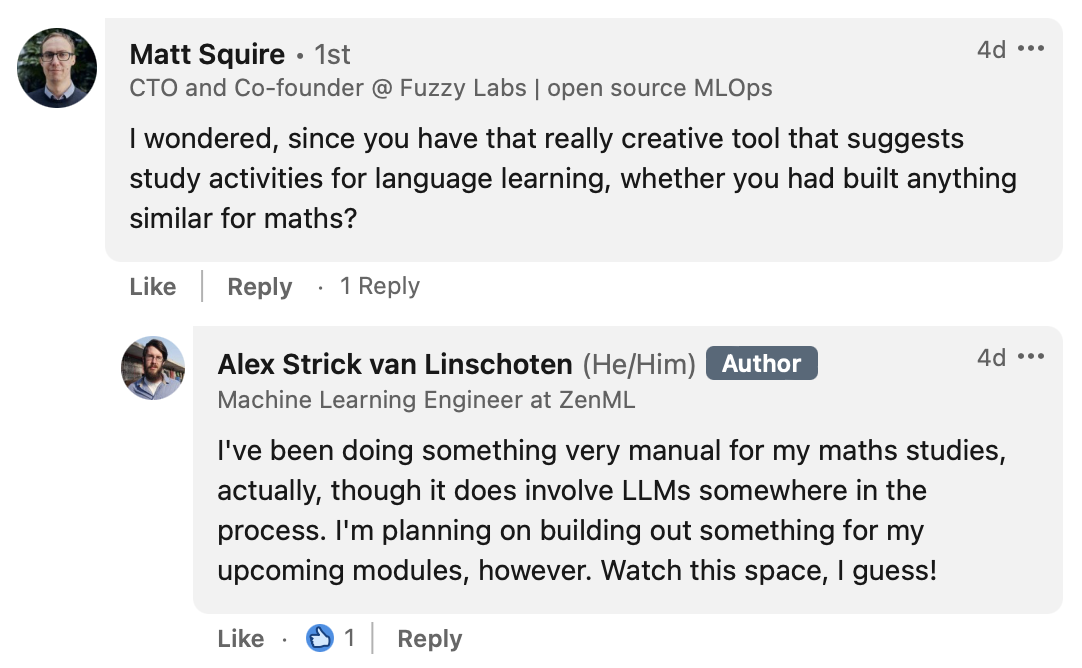 Matt Squire • 1st
4d •••
CTO and Co-founder @ Fuzzy Labs | open source MLOps
I wondered, since you have that really creative tool that suggests
study activities for language learning, whether you had built anything
similar for maths?
Like | Reply · 1 Reply
Alex Strick van Linschoten (He/Him) Author
4d •••
Machine Learning Engineer at ZenML
I've been doing something very manual for my maths studies,
actually, though it does involve LLMs somewhere in the
process. I'm planning on building out something for my
upcoming modules, however. Watch this space, I guess!
Like · 1 | Reply